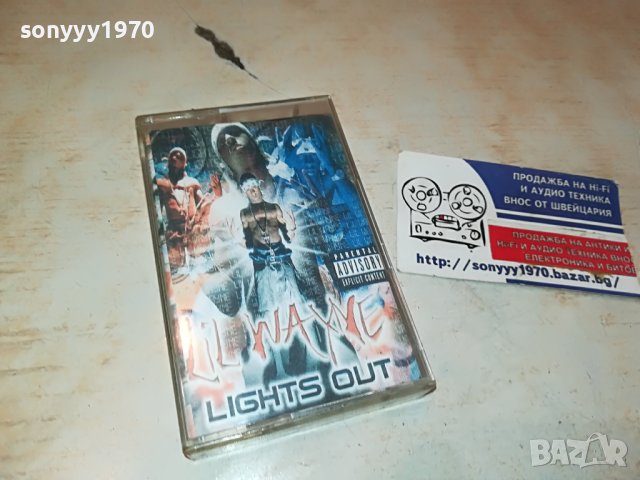 sonyyy1970
PARENTAL
ADVISORY
EXPLICIT CONTENT
LIL WAYNE
LIGHTS OUT
ПРОДАЖБА НА Hi-Fi
И АУДИО ТЕХНИКА
ВНОС ОТ ШВЕЙЦАРИЯ
ПРОДАЖБА НА АНТИКИ И
Hi-Fi И АУДИО ТЕХНИКА ВНО
ЕЛЕКТРОНИКА И БИТОВ
http://sonyyy1970.bazar.bg/
BAZAR